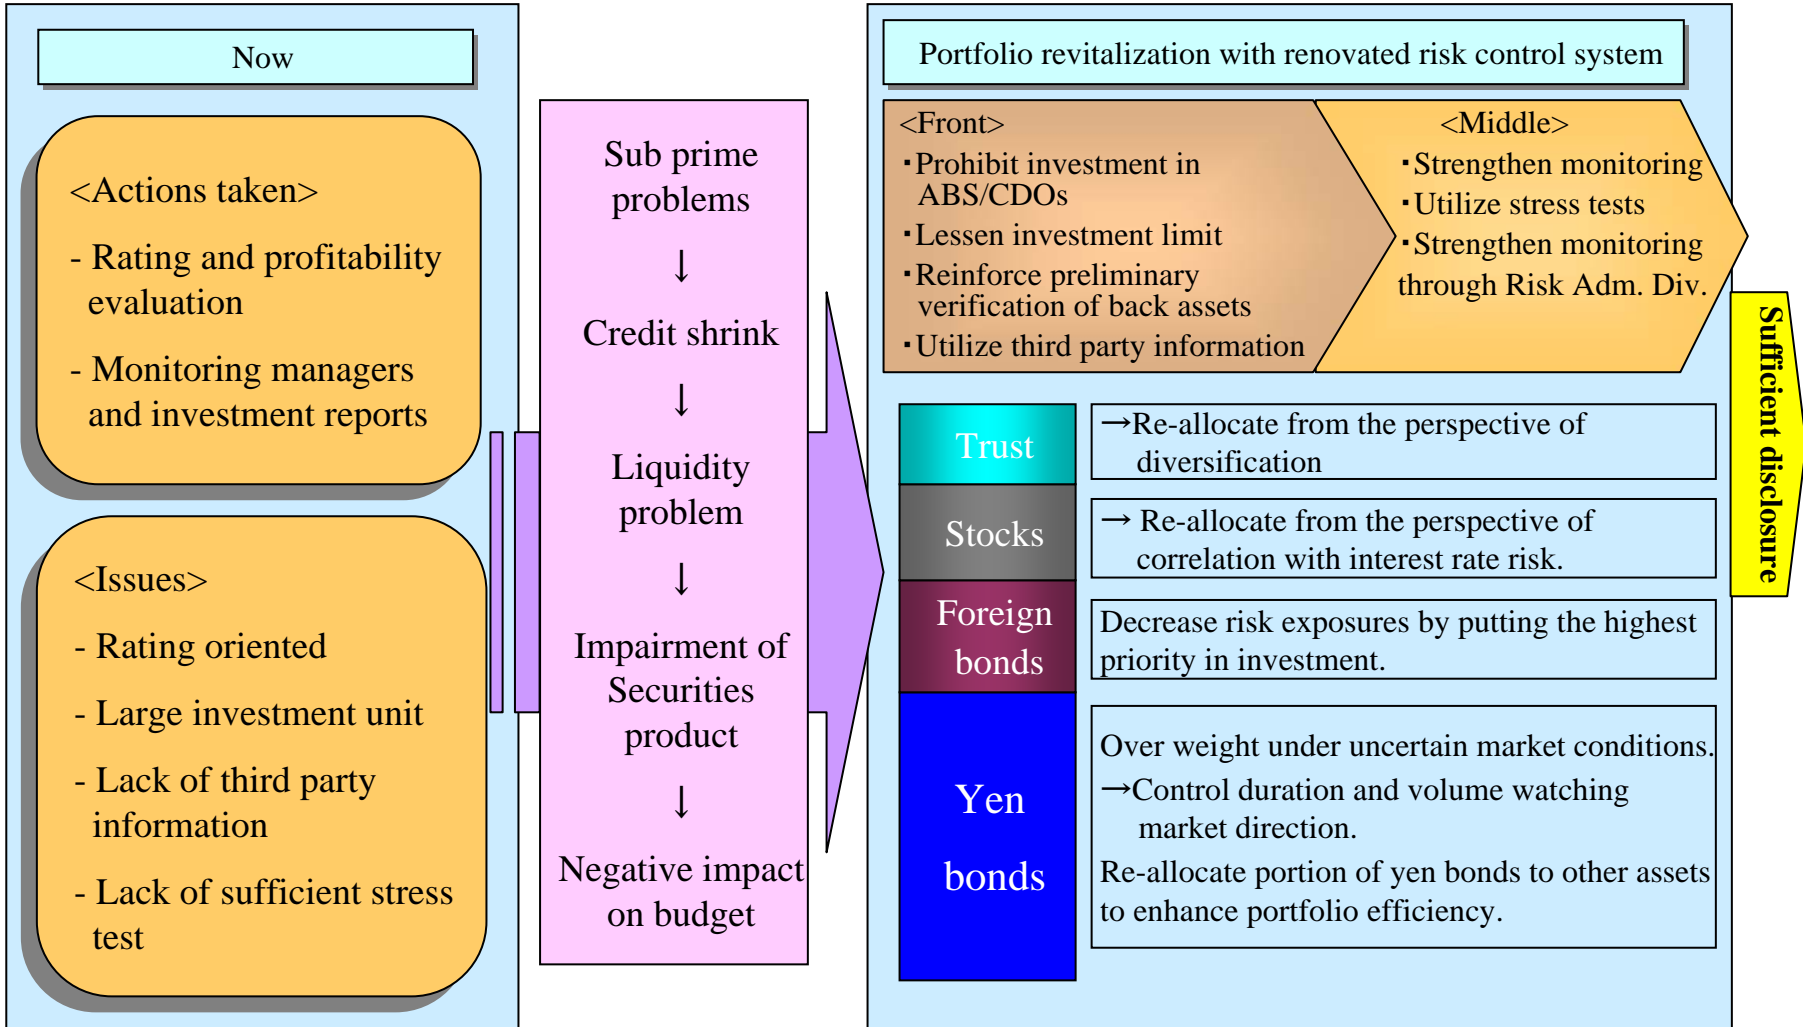 Now
<Actions taken>
- Rating and profitability
evaluation
- Monitoring managers
and investment reports
<Issues>
- Rating oriented
- Large investment unit
- Lack of third party
information
- Lack of sufficient stress
test
Sub prime
problems
↓
Credit shrink
↓
Liquidity
problem
↓
Impairment of
Securities
product
↓
Negative impact
on budget
Portfolio revitalization with renovated risk control system
<Front>
・Prohibit investment in
ABS/CDOs
・Lessen investment limit
・Reinforce preliminary
verification of back assets
・Utilize third party information
<Middle>
・Strengthen monitoring
・Utilize stress tests
・Strengthen monitoring
through Risk Adm. Div.
Trust
→Re-allocate from the perspective of
diversification
Stocks
→ Re-allocate from the perspective of
correlation with interest rate risk.
Foreign
bonds
Decrease risk exposures by putting the highest
priority in investment.
Yen
bonds
Over weight under uncertain market conditions.
→Control duration and volume watching
market direction.
Re-allocate portion of yen bonds to other assets
to enhance portfolio efficiency.
Sufficient disclosure